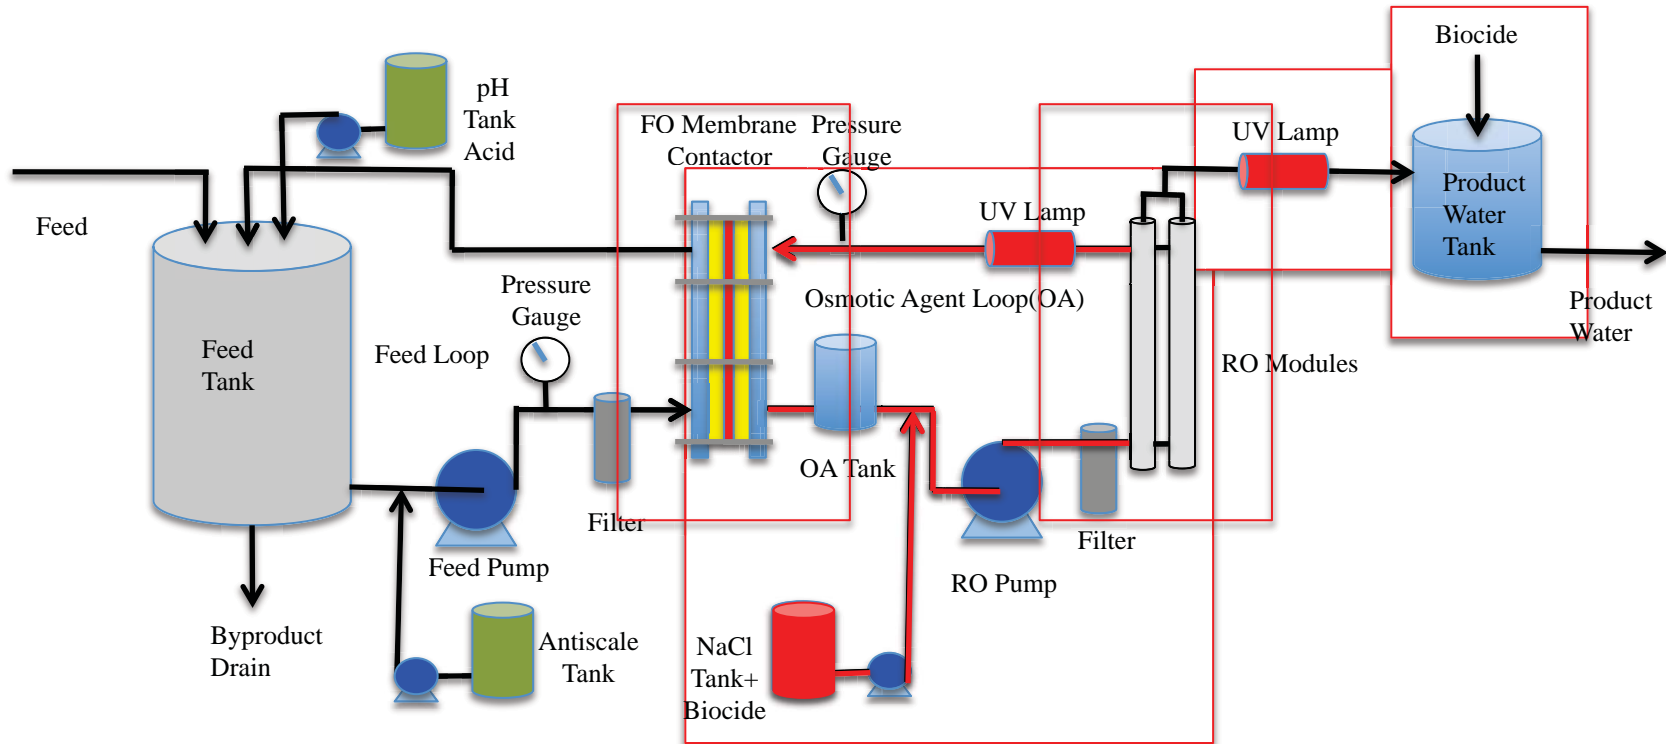 Biocide
pH
Tank
Acid
FO Membrane
Contactor
Pressure
Gauge
UV Lamp
Product
Water
Tank
Feed
UV Lamp
Pressure
Gauge
Osmotic Agent Loop(OA)
Product
Water
Feed
Tank
Feed Loop
RO Modules
OA Tank
Filter
Filter
Feed Pump
RO Pump
Byproduct
Drain
Antiscale
Tank
NaCl
Tank+
Biocide